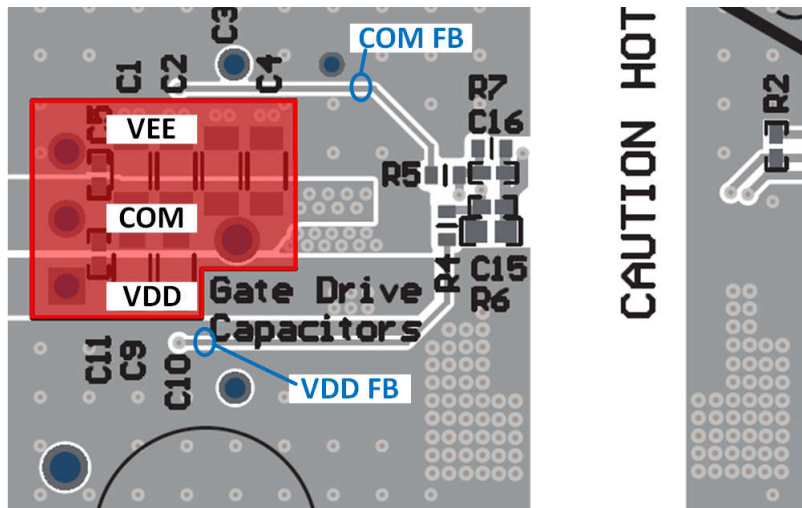 C3
COM FB
C1
C2
C4
R7
C16
C5
VEE
R5
COM
VDD
Gate Drive
Capacitors
R4
C15
R6
C11
C9
C10
VDD FB
CAUTION HOT
R2